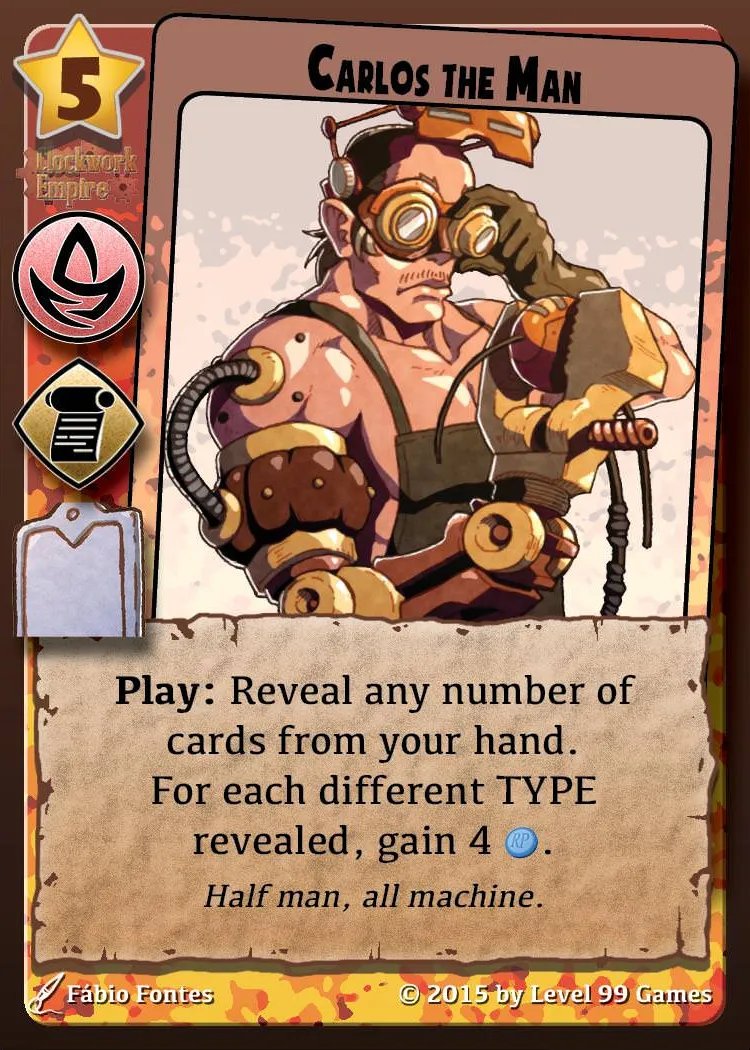 5
Carlos the Man
Clockwork
Empire
Play: Reveal any number of
cards from your hand.
For each different TYPE
revealed, gain 4 RP.
Half man, all machine.
Fábio Fontes
© 2015 by Level 99 Games